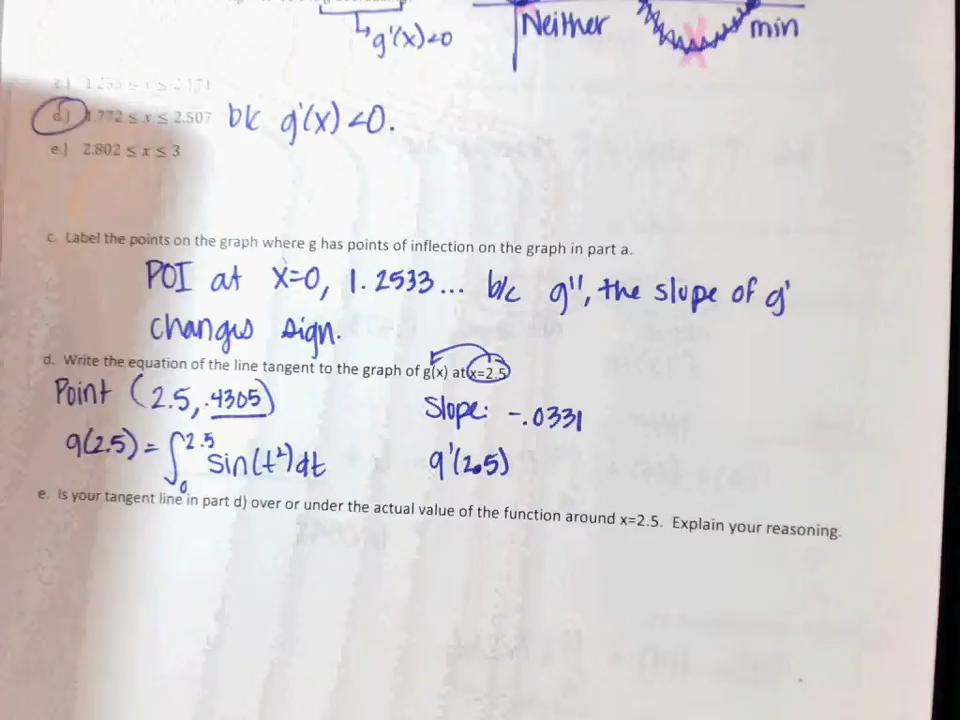 g'(x)<0
Neither
min
d.) 1.772 ≤ x ≤ 2.507 b/c g'(x) <0.
e.) 2.802 ≤ x ≤ 3
c. Label the points on the graph where g has points of inflection on the graph in part a.
POI at x=0, 1.2533... b/c g'', the slope of g'
changes sign.
d. Write the equation of the line tangent to the graph of g(x) at x=2.5
Point (2.5, .4305)
Slope: -.0331
g(2.5) = ∫₀^2.5 sin(t²)dt
g'(2.5)
e. Is your tangent line in part d) over or under the actual value of the function around x=2.5. Explain your reasoning.